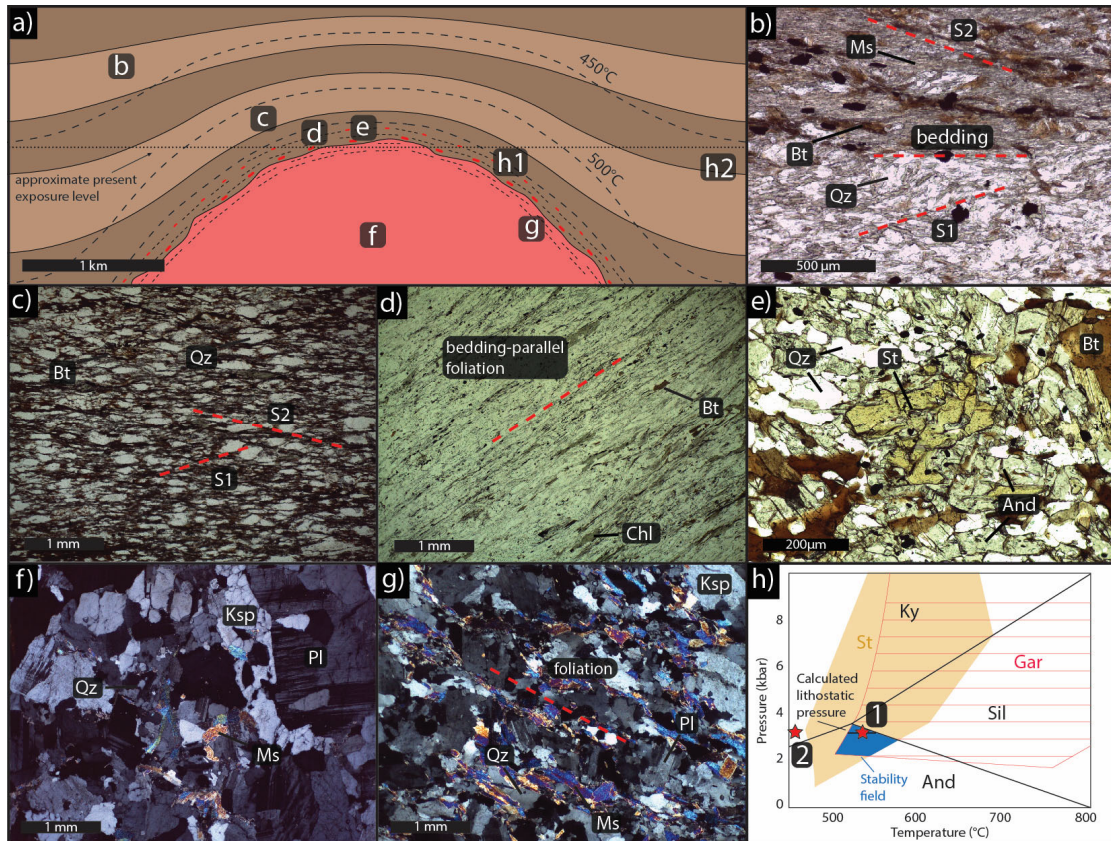 a)
b
450°C
c
d
e
500°C
h1
h2
approximate present
exposure level
f
g
1 km
b)
S2
Ms
bedding
Bt
Qz
S1
500 µm
c)
Qz
Bt
S2
S1
1 mm
d)
bedding-parallel
foliation
Bt
Chl
1 mm
e)
Bt
Qz
St
And
200µm
f)
Ksp
Pl
Qz
Ms
1 mm
g)
Ksp
foliation
Pl
Qz
Ms
1 mm
h)
8
6
4
2
0
Pressure (kbar)
Ky
St
Gar
Calculated
lithostatic
pressure
1
Sil
2
And
Stability
field
500
600
700
800
Temperature (°C)